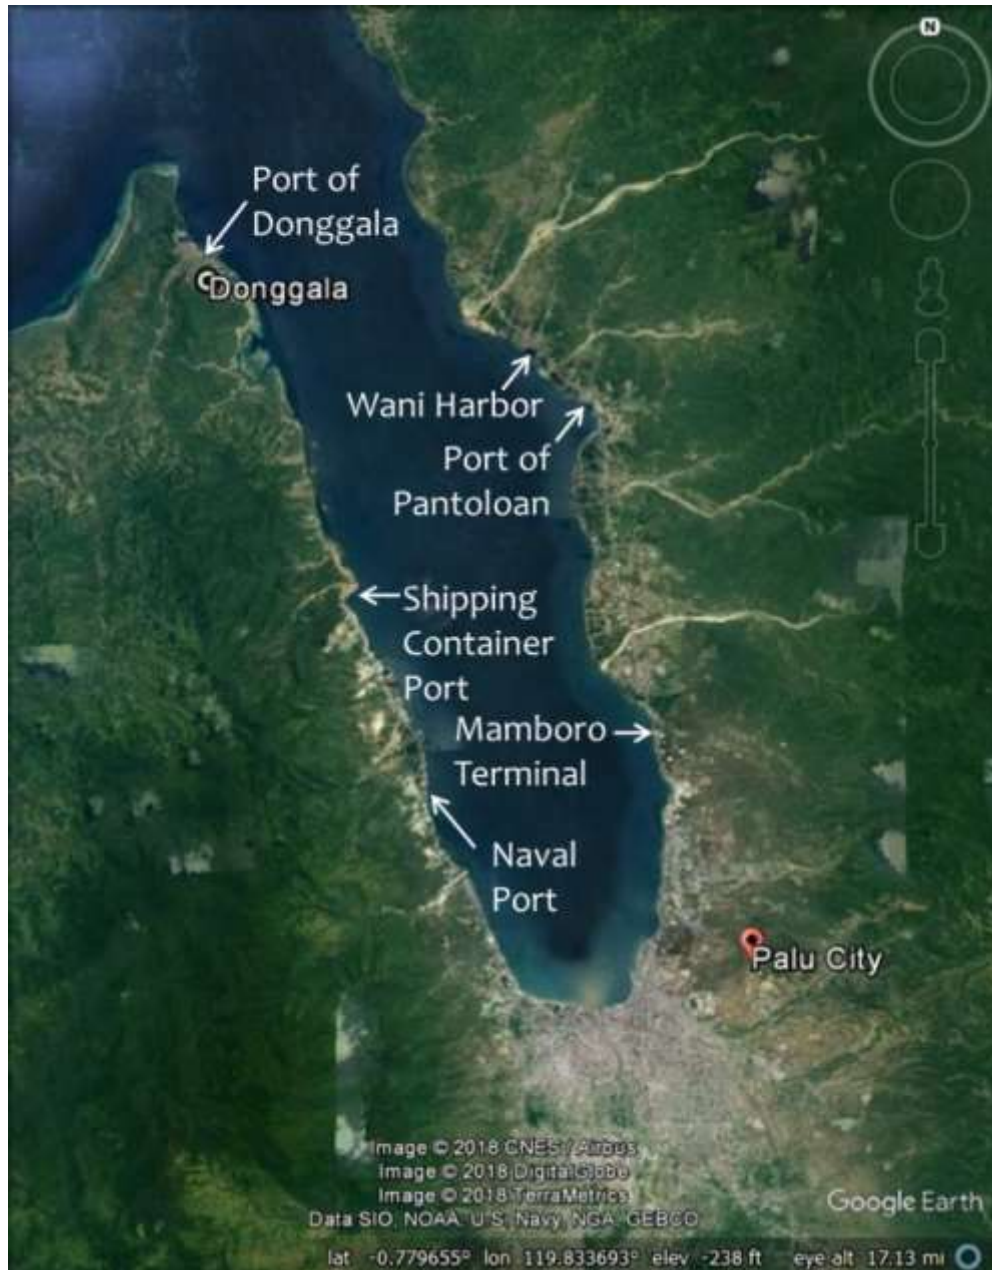 N
Port of
Donggala
Donggala
Wani Harbor
Port of
Pantoloan
Shipping
Container
Port
Mamboro
Terminal
Naval
Port
Palu City
Image © 2018 CNES / Airbus
Image © 2018 DigitalGlobe
Image © 2018 TerraMetrics
Data SIO, NOAA, U.S. Navy, NGA, GEBCO
Google Earth
lat -0.779655° lon 119.833693° elev -238 ft eye alt 17.13 mi